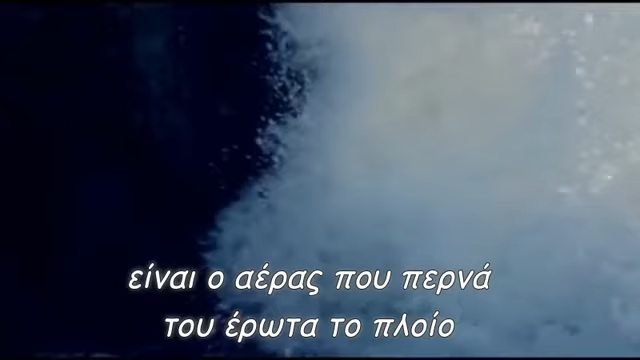 είναι ο αέρας που περνά
του έρωτα το πλοίο